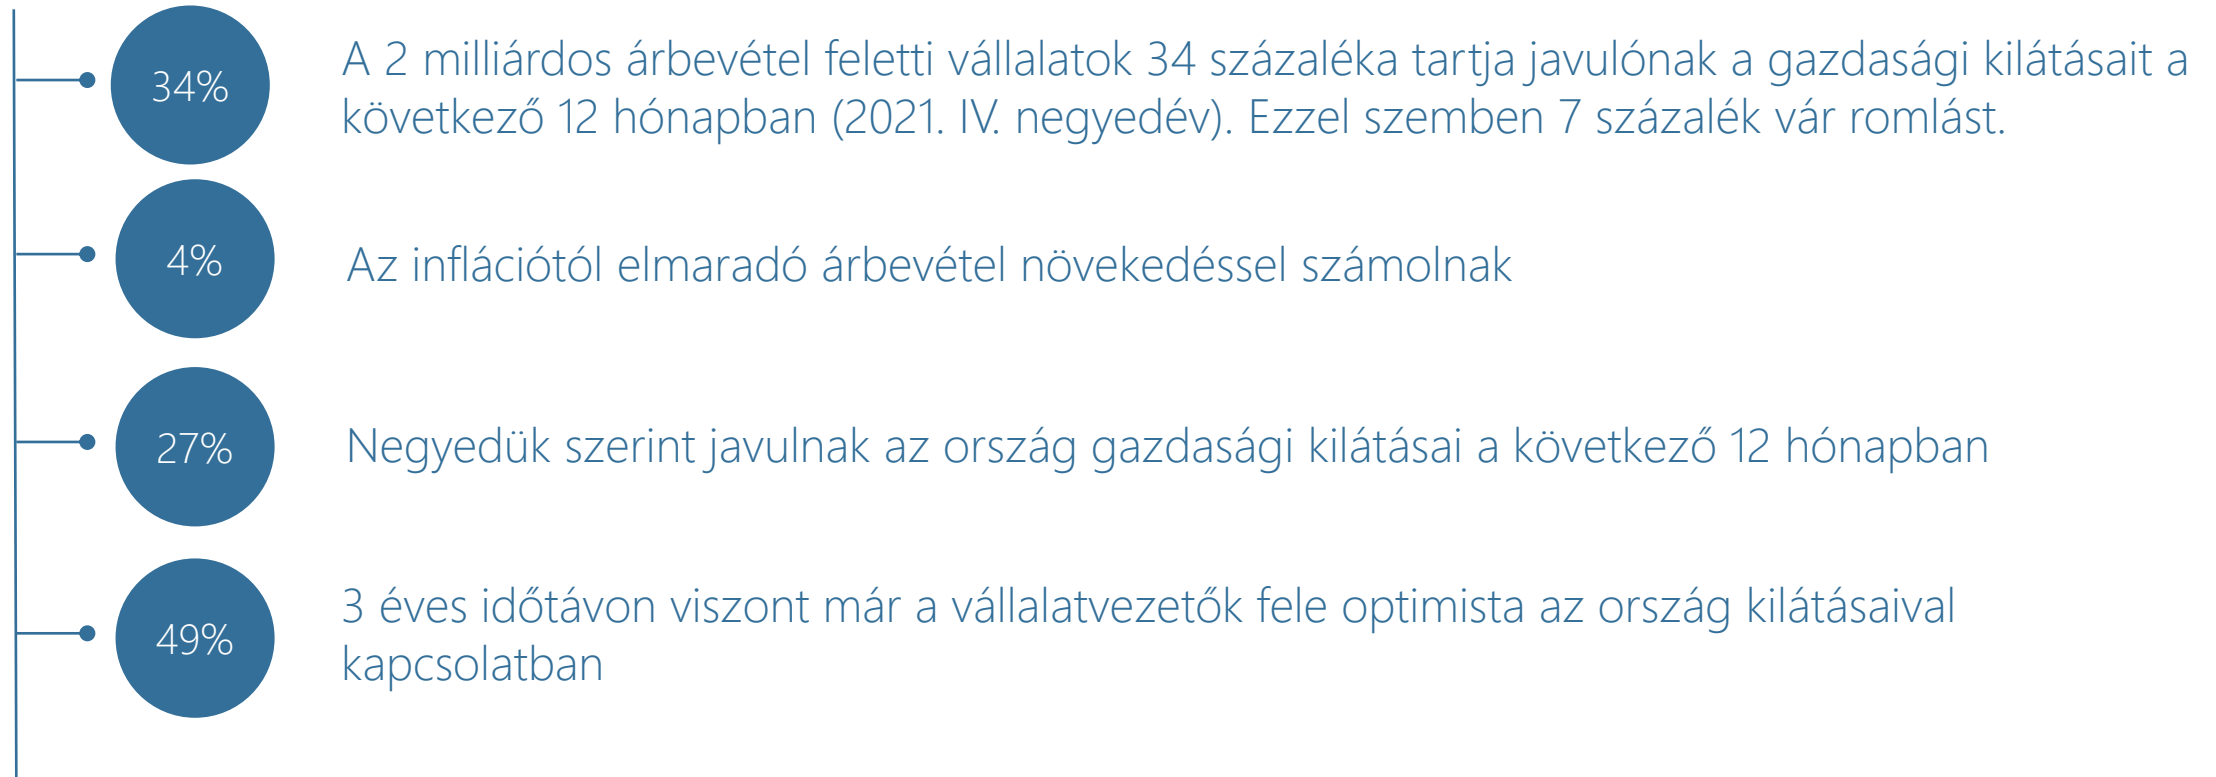 34%
A 2 milliárdos árbevétel feletti vállalatok 34 százaléka tartja javulónak a gazdasági kilátásait a
következő 12 hónapban (2021. IV. negyedév). Ezzel szemben 7 százalék vár romlást.
4%
Az inflációtól elmaradó árbevétel növekedéssel számolnak
27%
Negyedük szerint javulnak az ország gazdasági kilátásai a következő 12 hónapban
49%
3 éves időtávon viszont már a vállalatvezetők fele optimista az ország kilátásaival
kapcsolatban